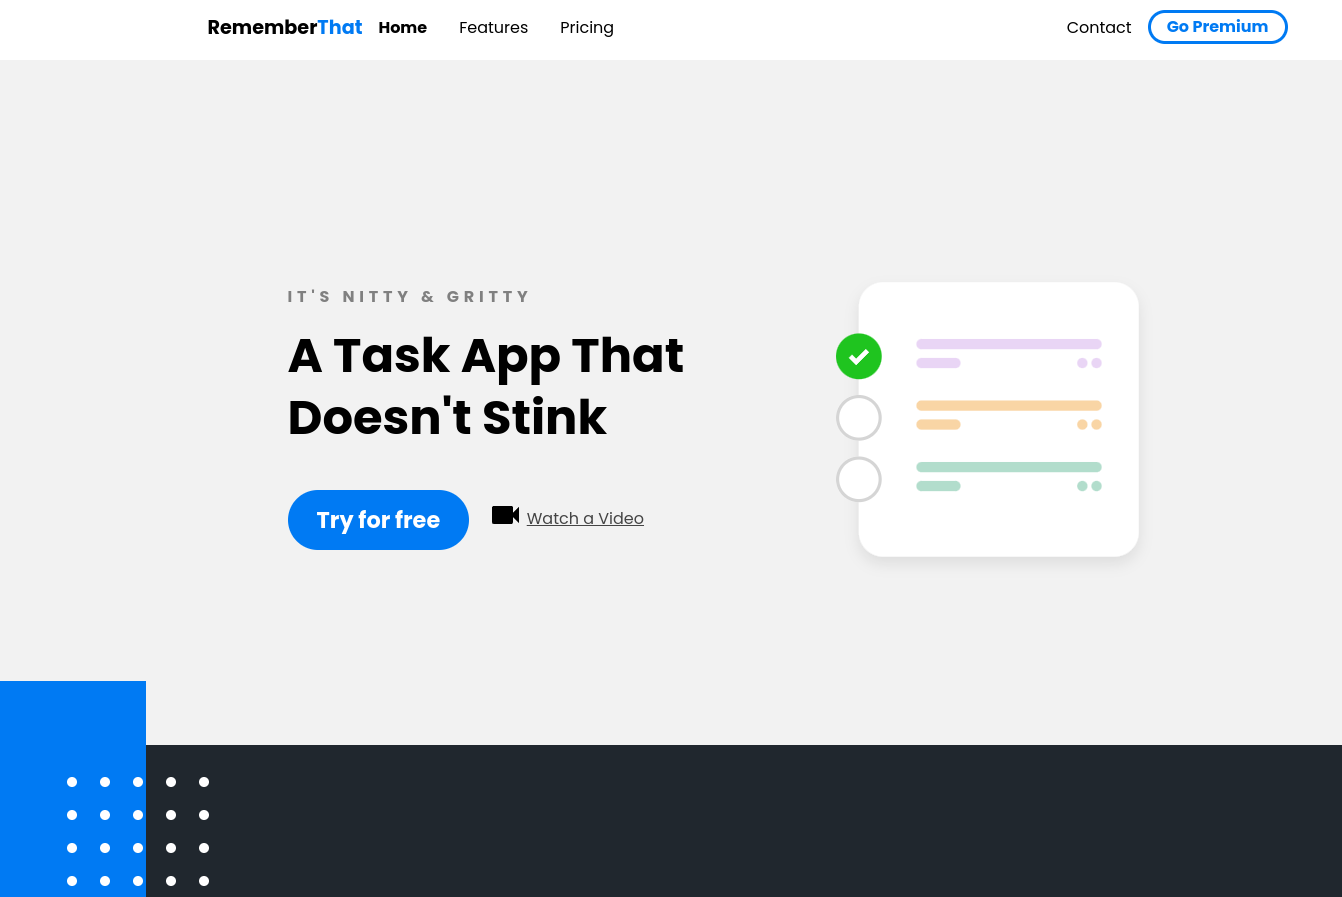 RememberThat Home Features Pricing Contact Go Premium
IT'S NITTY & GRITTY
A Task App That
Doesn't Stink
Try for free Watch a Video